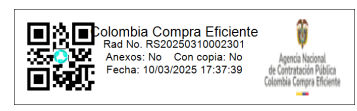 Colombia Compra Eficiente
Rad No. RS20250310002301
Anexos: No Con copia: No
Fecha: 10/03/2025 17:37:39
Agencia Nacional
de Contratación Pública
Colombia Compra Eficiente